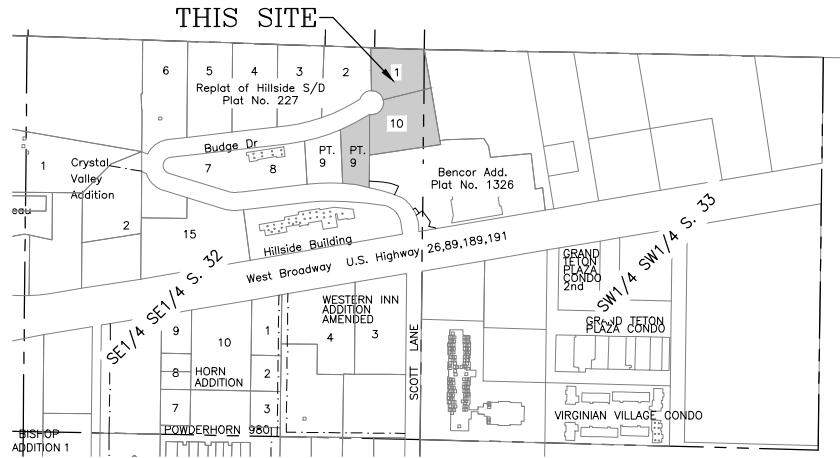 THIS SITE
6
5
4
3
2
1
Replat of Hillside S/D
Plat No. 227
10
Budge Dr
PT.
9
PT.
9
1
Crystal
Valley
Addition
7
8
Bencor Add.
Plat No. 1326
eau
2
15
Hillside Building
West Broadway U.S. Highway 26,89,189,191
SE1/4 SE1/4 S. 32
SW1/4 SW1/4 S. 33
GRAND
TETON
PLAZA
CONDO
2nd
WESTERN INN
ADDITION
AMENDED
4
3
SCOTT LANE
GRAND TETON
PLAZA CONDO
9
10
1
8
HORN
ADDITION
2
7
3
VIRGINIAN VILLAGE CONDO
POWDERHORN 980
BISHOP
ADDITION 1